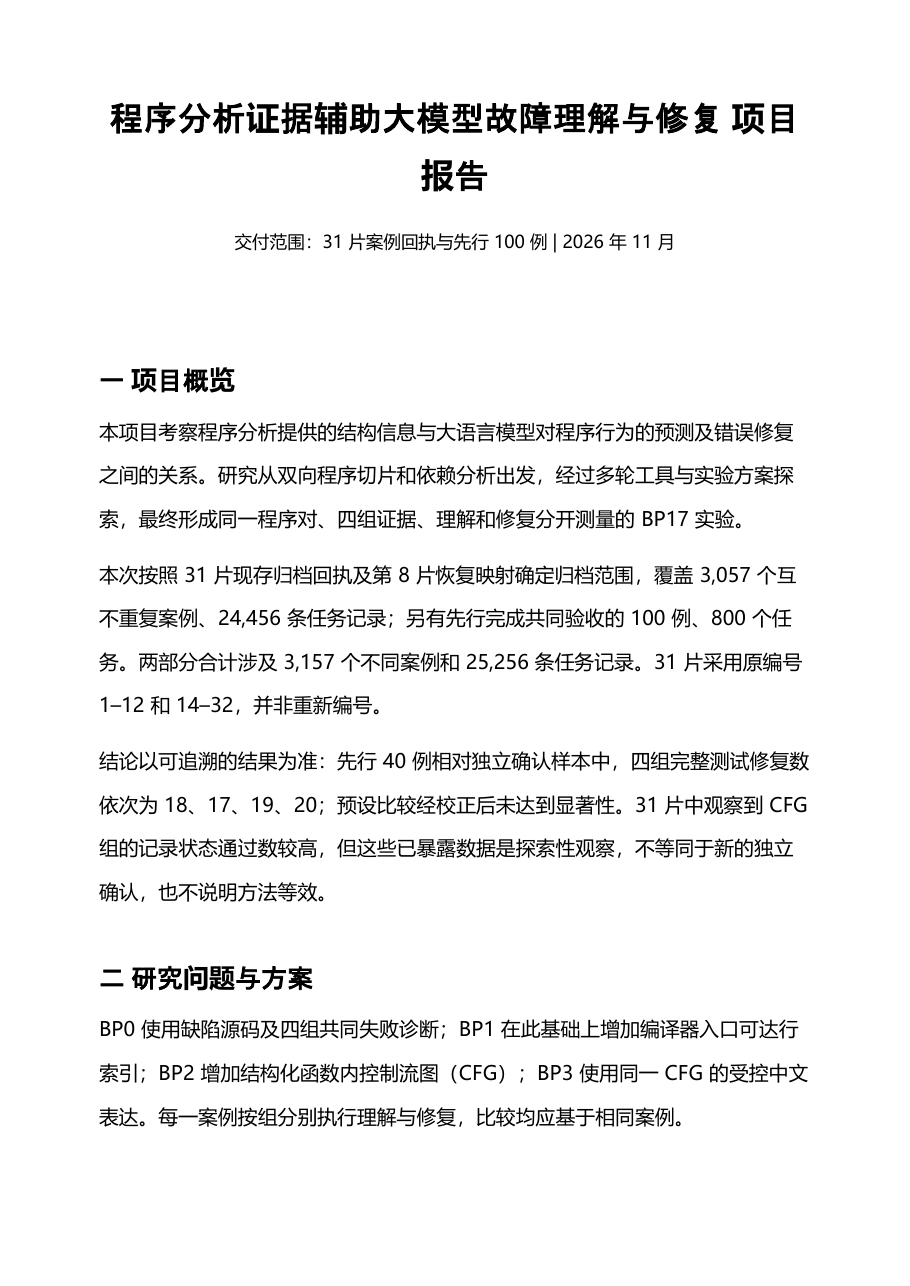 程序分析证据辅助大模型故障理解与修复 项目
报告
交付范围：31 片案例回执与先行 100 例 | 2026 年 11 月
一 项目概览
本项目考察程序分析提供的结构信息与大语言模型对程序行为的预测及错误修复
之间的关系。研究从双向程序切片和依赖分析出发，经过多轮工具与实验方案探
索，最终形成同一程序对、四组证据、理解和修复分开测量的 BP17 实验。
本次按照 31 片现存归档回执及第 8 片恢复映射确定归档范围，覆盖 3,057 个互
不重复案例、24,456 条任务记录；另有先行完成共同验收的 100 例、800 个任
务。两部分合计涉及 3,157 个不同案例和 25,256 条任务记录。31 片采用原编号
1–12 和 14–32，并非重新编号。
结论以可追溯的结果为准：先行 40 例相对独立确认样本中，四组完整测试修复数
依次为 18、17、19、20；预设比较经校正后未达到显著性。31 片中观察到 CFG
组的记录状态通过数较高，但这些已暴露数据是探索性观察，不等同于新的独立
确认，也不说明方法等效。
二 研究问题与方案
BP0 使用缺陷源码及四组共同失败诊断；BP1 在此基础上增加编译器入口可达行
索引；BP2 增加结构化函数内控制流图（CFG）；BP3 使用同一 CFG 的受控中文
表达。每一案例按组分别执行理解与修复，比较均应基于相同案例。